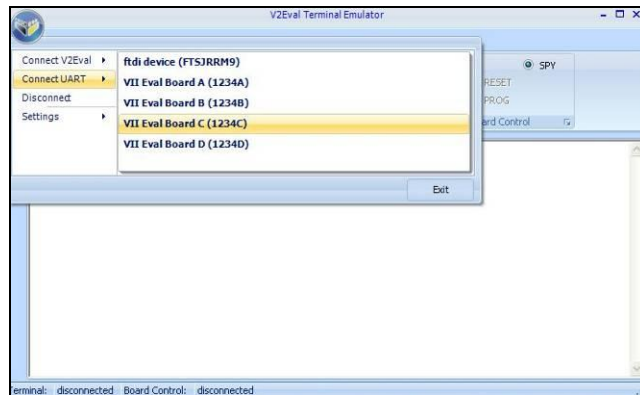 V2Eval Terminal Emulator
Connect V2Eval
Connect UART
Disconnect
Settings
ftdi device (FTSJRRM9)
VII Eval Board A (1234A)
VII Eval Board B (1234B)
VII Eval Board C (1234C)
VII Eval Board D (1234D)
SPY
RESET
PROG
ard Control
Exit
Terminal: disconnected Board Control: disconnected